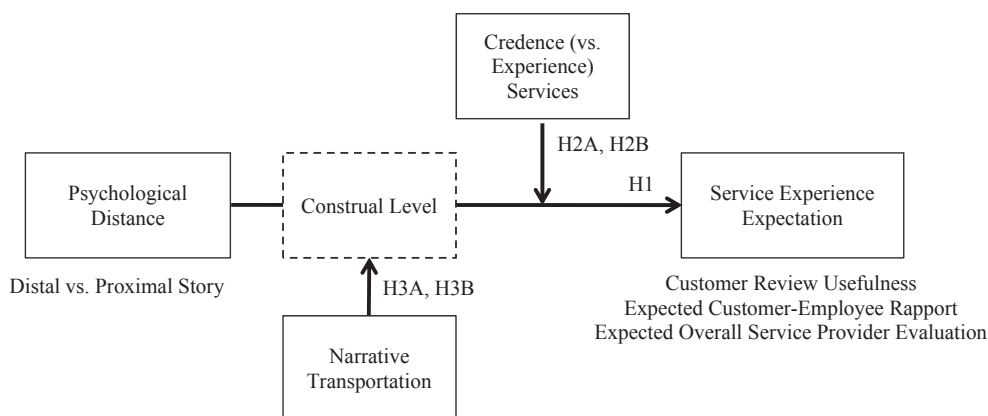 Credence (vs.
Experience)
Services
H2A, H2B
H1
Psychological
Distance
Construal Level
Service Experience
Expectation
Distal vs. Proximal Story
H3A, H3B
Customer Review Usefulness
Expected Customer-Employee Rapport
Expected Overall Service Provider Evaluation
Narrative
Transportation